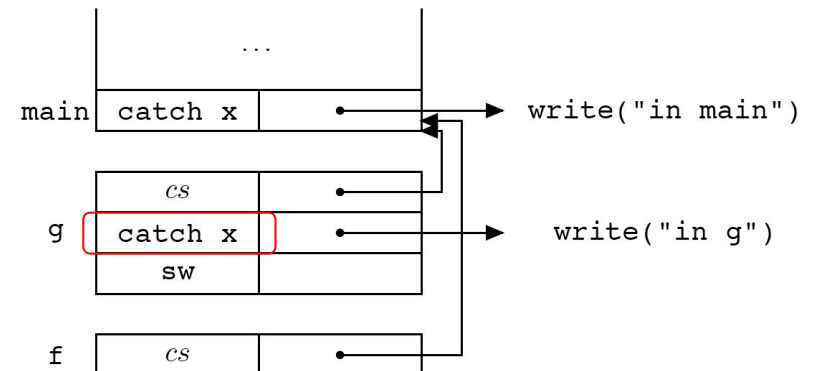 ...
main catch x write("in main")
cs
g catch x write("in g")
sw
f cs